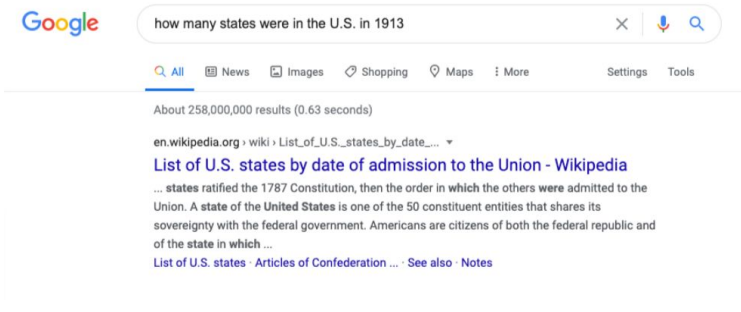 Google
how many states were in the U.S. in 1913
All News Images Shopping Maps More Settings Tools
About 258,000,000 results (0.63 seconds)
en.wikipedia.org › wiki › List_of_U.S._states_by_date_...
List of U.S. states by date of admission to the Union - Wikipedia
... states ratified the 1787 Constitution, then the order in which the others were admitted to the
Union. A state of the United States is one of the 50 constituent entities that shares its
sovereignty with the federal government. Americans are citizens of both the federal republic and
of the state in which ...
List of U.S. states · Articles of Confederation ... · See also · Notes